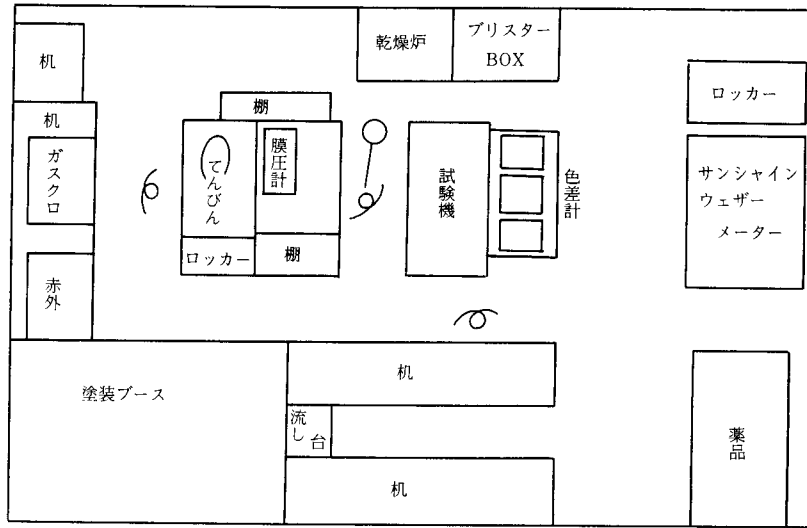 机
乾燥炉
ブリスター
BOX
机
棚
ロッカー
ガスクロ
てんびん
膜圧計
試験機
色差計
サンシャイン
ウェザー
メーター
ロッカー
棚
赤外
塗装ブース
机
流し
台
薬品
机